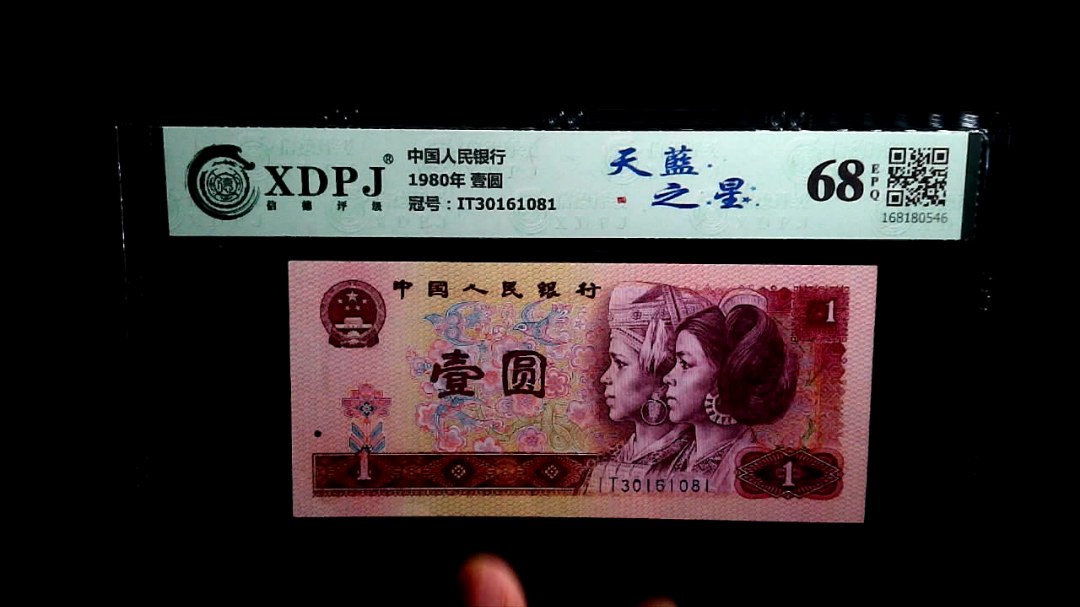 XDPJ®
信德评级
中国人民银行
1980年 壹圆
冠号：IT30161081
天藍
之星
68
EPQ
168180546
中国人民银行
1
壹圆
1
IT30161081
1